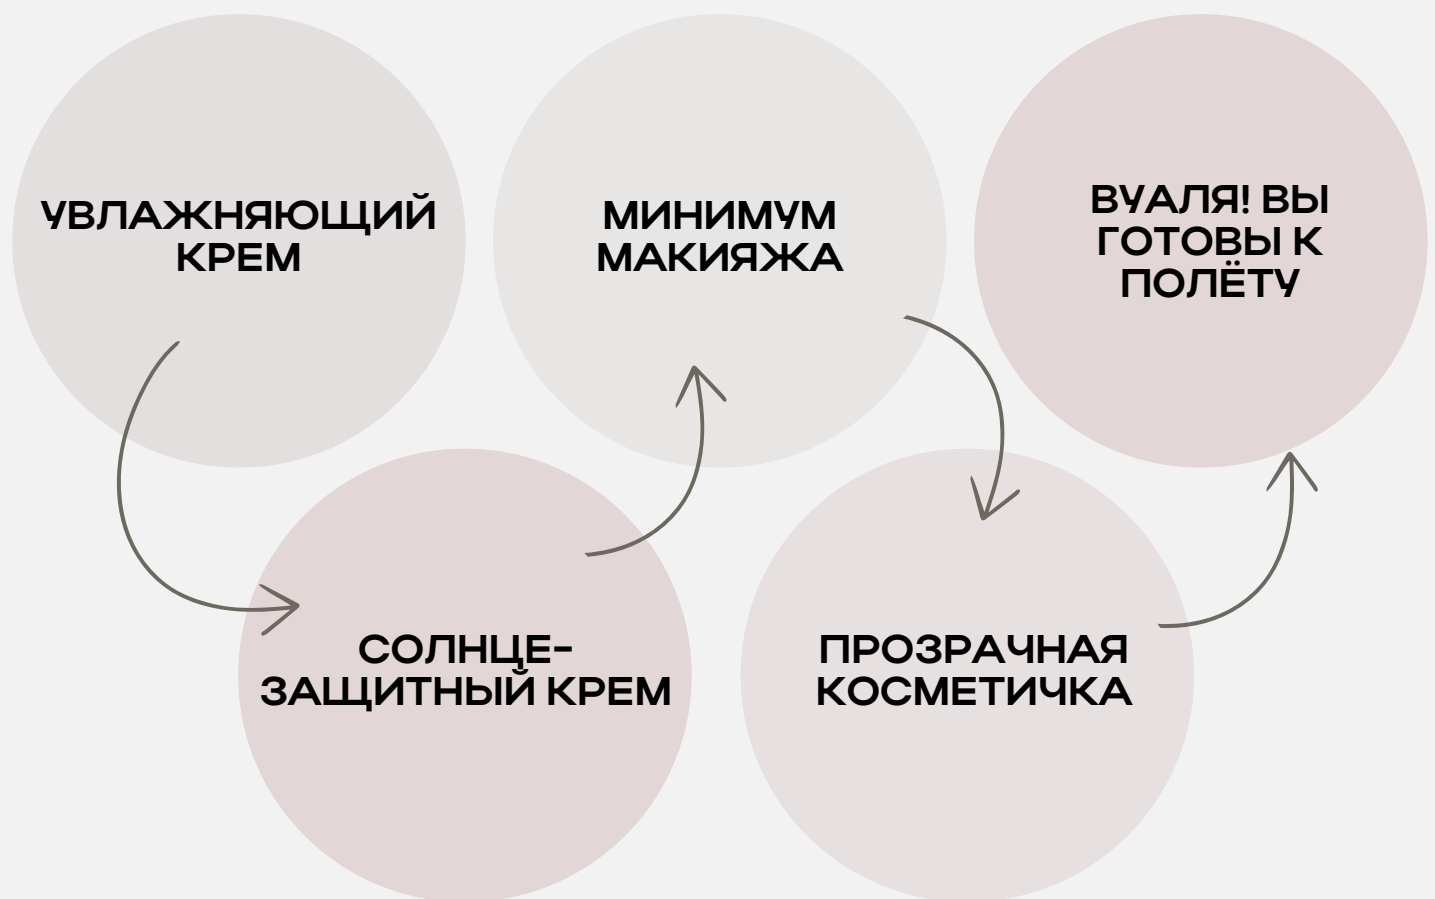 УВЛАЖНЯЮЩИЙ
КРЕМ
СОЛНЦЕ-
ЗАЩИТНЫЙ КРЕМ
МИНИМУМ
МАКИЯЖА
ПРОЗРАЧНАЯ
КОСМЕТИЧКА
ВУАЛЯ! ВЫ
ГОТОВЫ К
ПОЛЁТУ